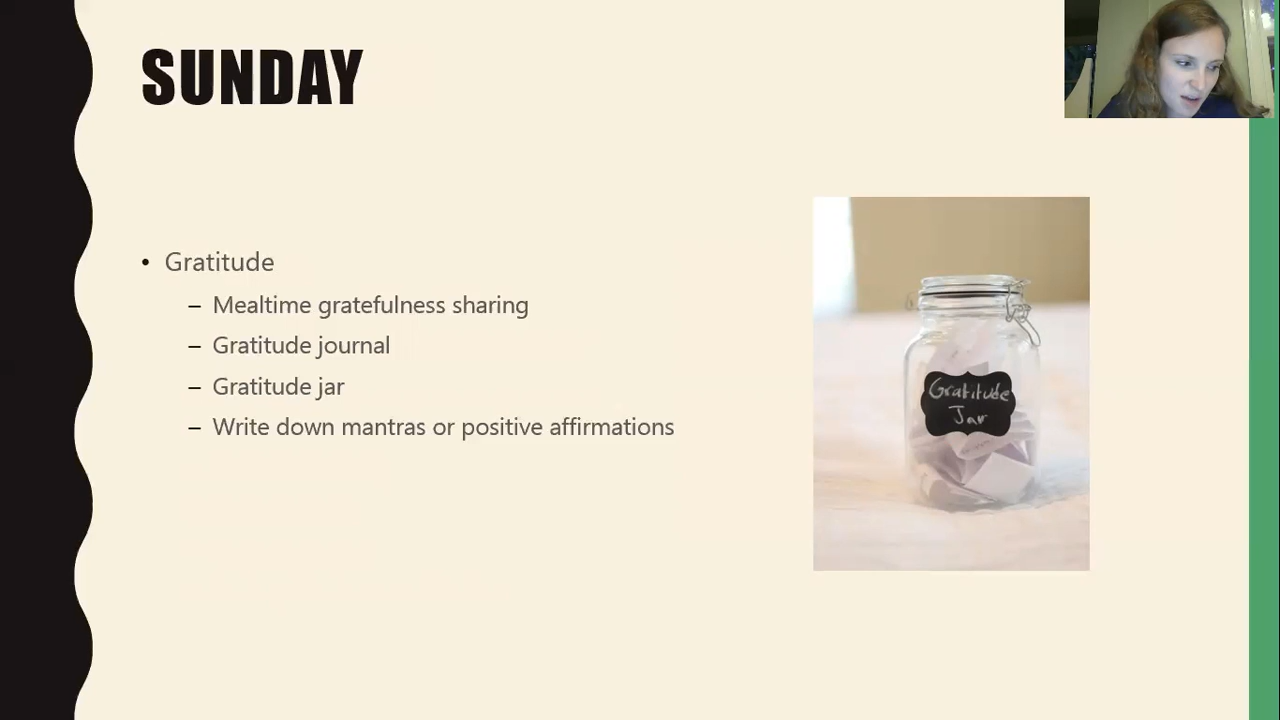 SUNDAY
• Gratitude
– Mealtime gratefulness sharing
– Gratitude journal
– Gratitude jar
– Write down mantras or positive affirmations
Gratitude
Jar